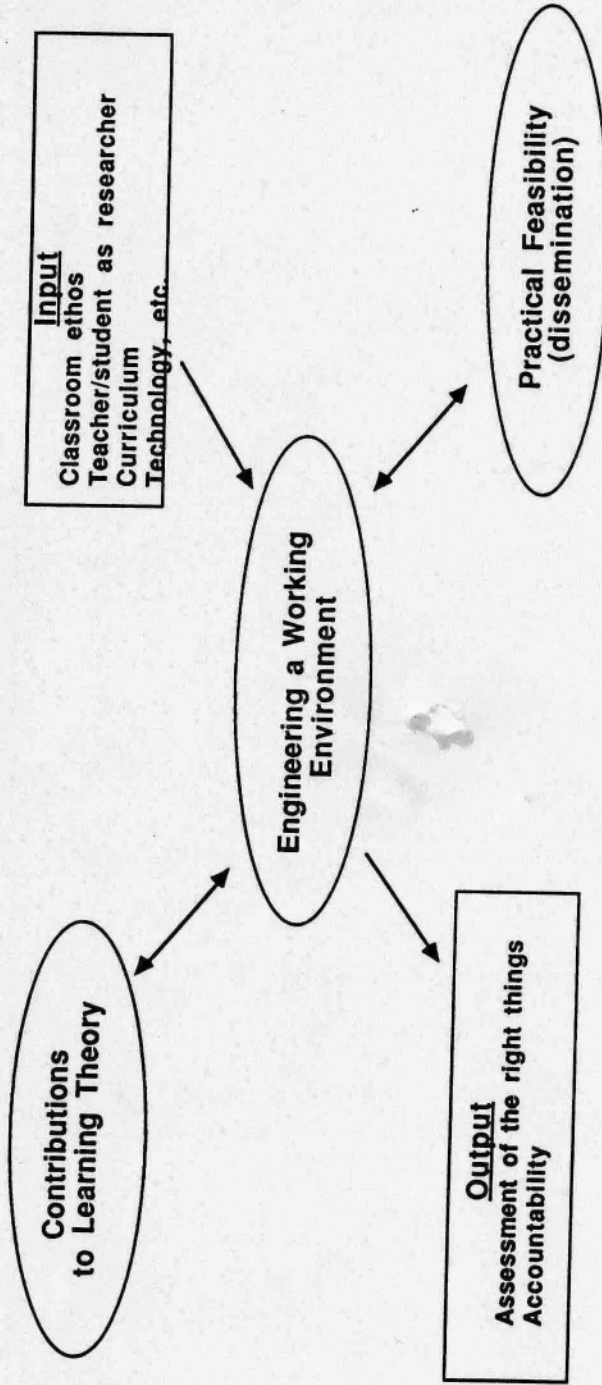 Contributions
to Learning Theory
Input
Classroom ethos
Teacher/student as researcher
Curriculum
Technology, etc.
Engineering a Working
Environment
Output
Assessment of the right things
Accountability
Practical Feasibility
(dissemination)